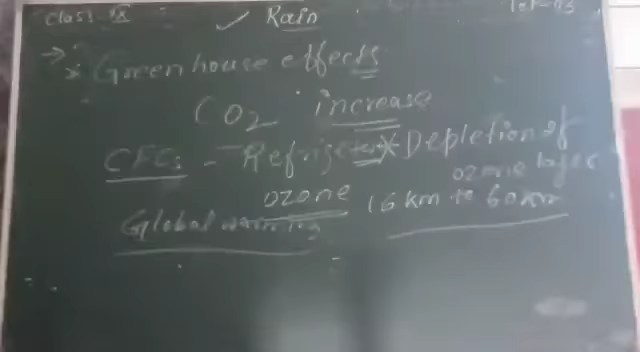 Class IX ✓ Rain
→ * Greenhouse effects
CO2 increase
CFCs - Refrige * Depletion of
ozone layer
ozone 16 km to 60 km
Global warming